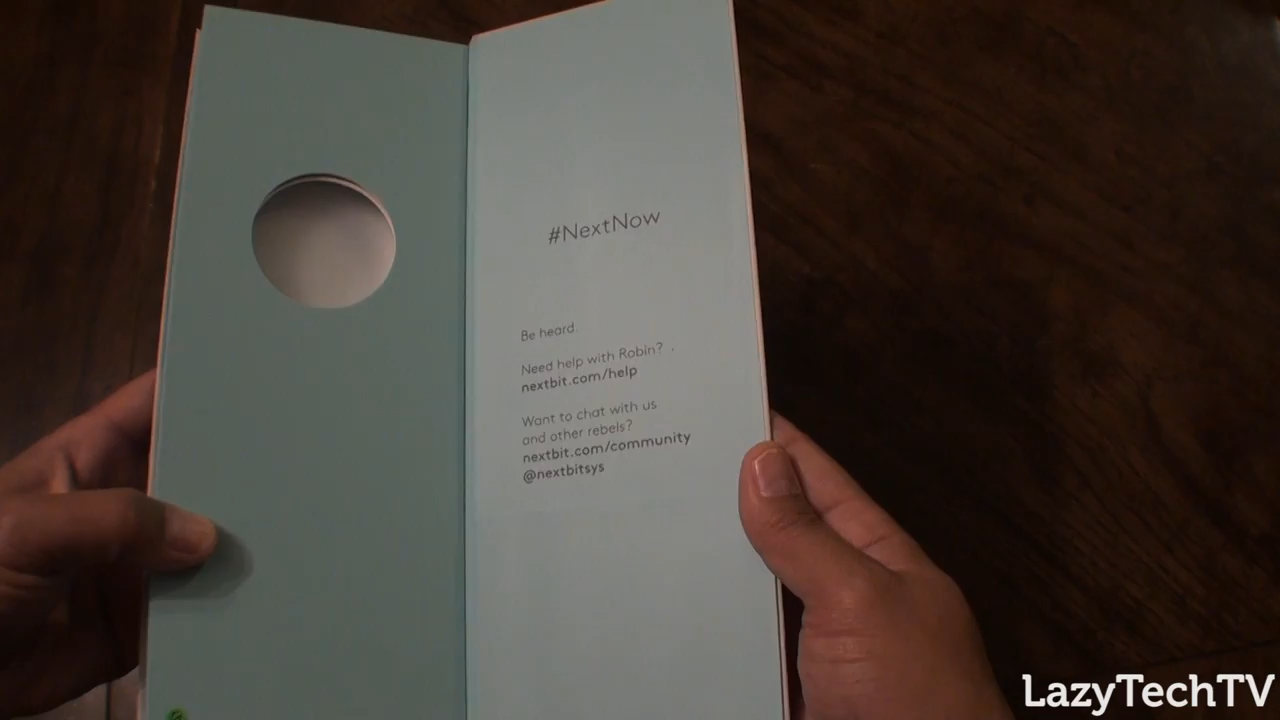 #NextNow
Be heard.
Need help with Robin?
nextbit.com/help
Want to chat with us
and other rebels?
nextbit.com/community
@nextbitsys
LazyTechTV